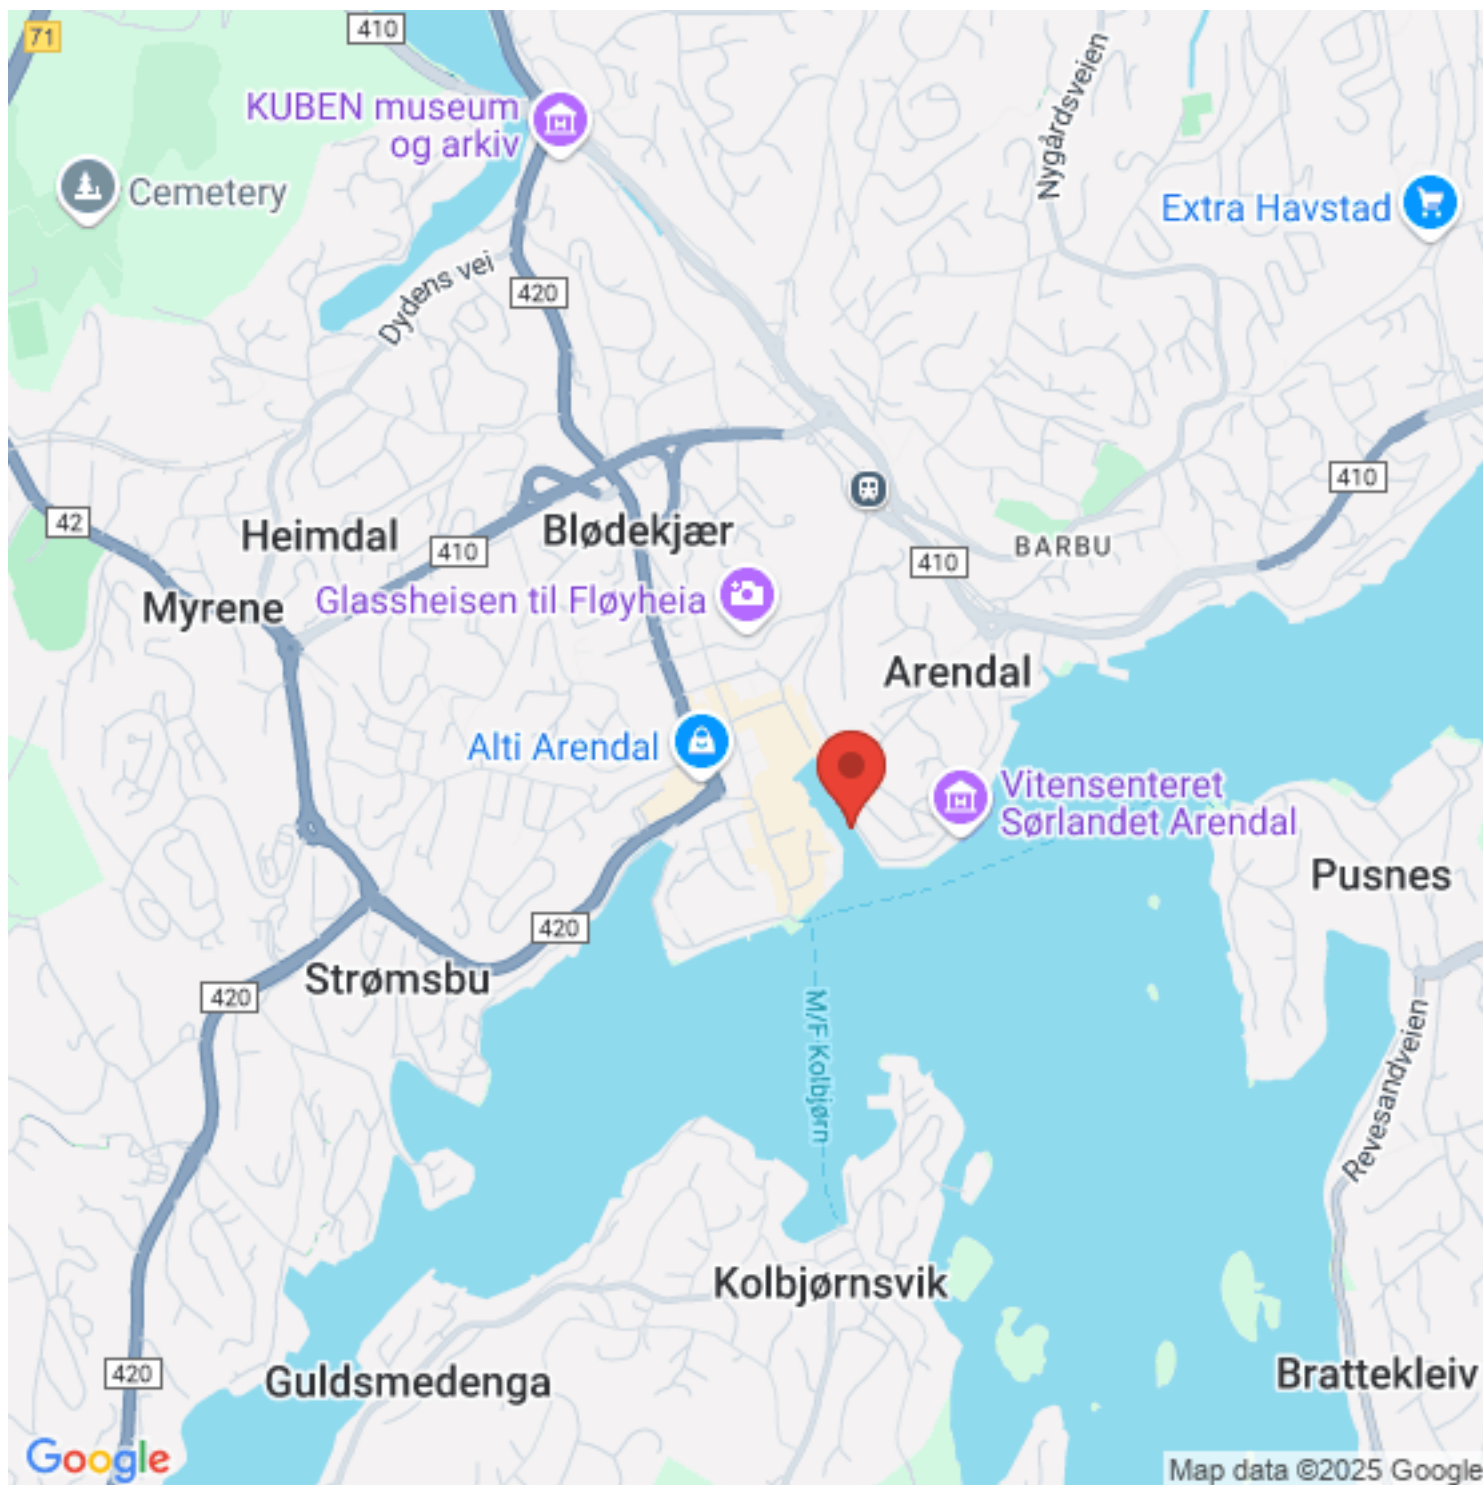 71
410
KUBEN museum
og arkiv
Nygårdsveien
Cemetery
Extra Havstad
Dydens vei
420
410
42
Heimdal
Blødekjær
410
BARBU
410
Glassheisen til Fløyheia
Myrene
Arendal
Alti Arendal
Vitensenteret
Sørlandet Arendal
Pusnes
420
Strømsbu
420
M/F Kolbjørn
Revesandveien
Kolbjørnsvik
420
Guldsmedenga
Brattekleiv
Google
Map data ©2025 Google